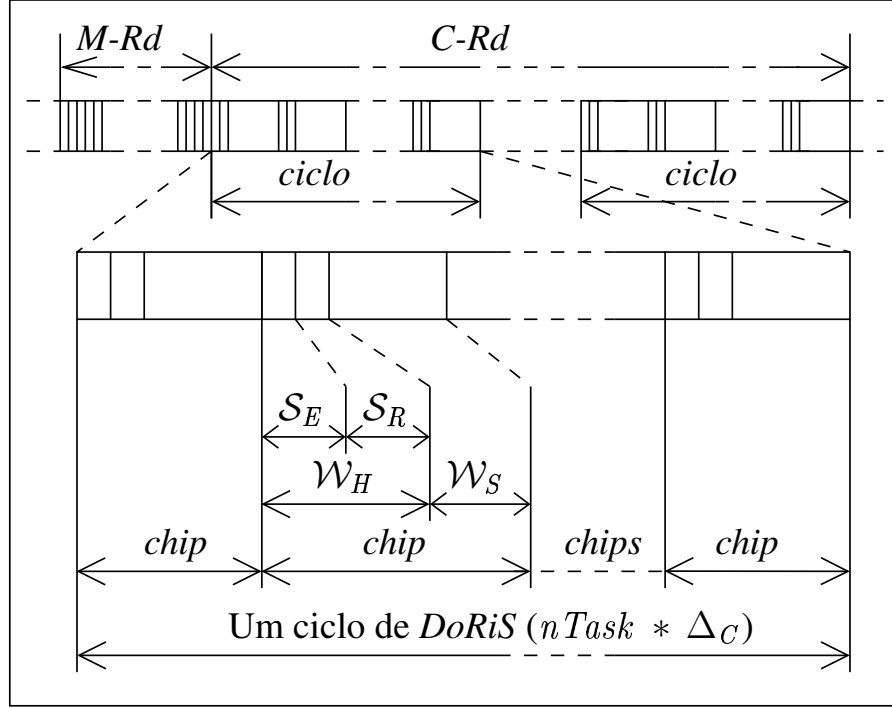 M-Rd C-Rd
ciclo ciclo
𝒮_E 𝒮_R
𝒲_H 𝒲_S
chip chip chips chip
Um ciclo de DoRiS (nTask * Δ_C)